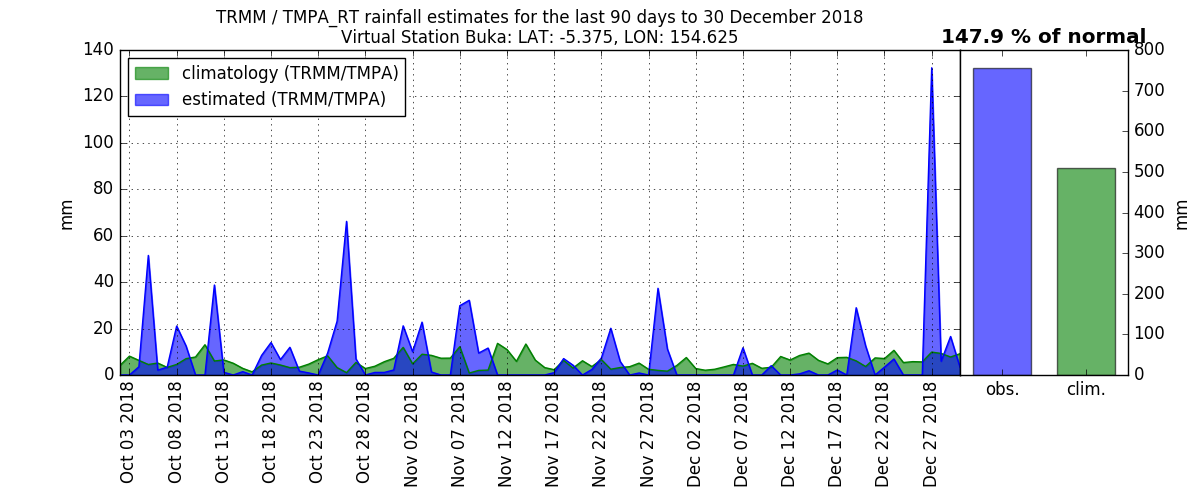 TRMM / TMPA_RT rainfall estimates for the last 90 days to 30 December 2018
Virtual Station Buka: LAT: -5.375, LON: 154.625
147.9 % of normal
climatology (TRMM/TMPA)
estimated (TRMM/TMPA)
140
120
100
80
60
40
20
0
mm
800
700
600
500
400
300
200
100
0
mm
Oct 03 2018
Oct 08 2018
Oct 13 2018
Oct 18 2018
Oct 23 2018
Oct 28 2018
Nov 02 2018
Nov 07 2018
Nov 12 2018
Nov 17 2018
Nov 22 2018
Nov 27 2018
Dec 02 2018
Dec 07 2018
Dec 12 2018
Dec 17 2018
Dec 22 2018
Dec 27 2018
obs.
clim.